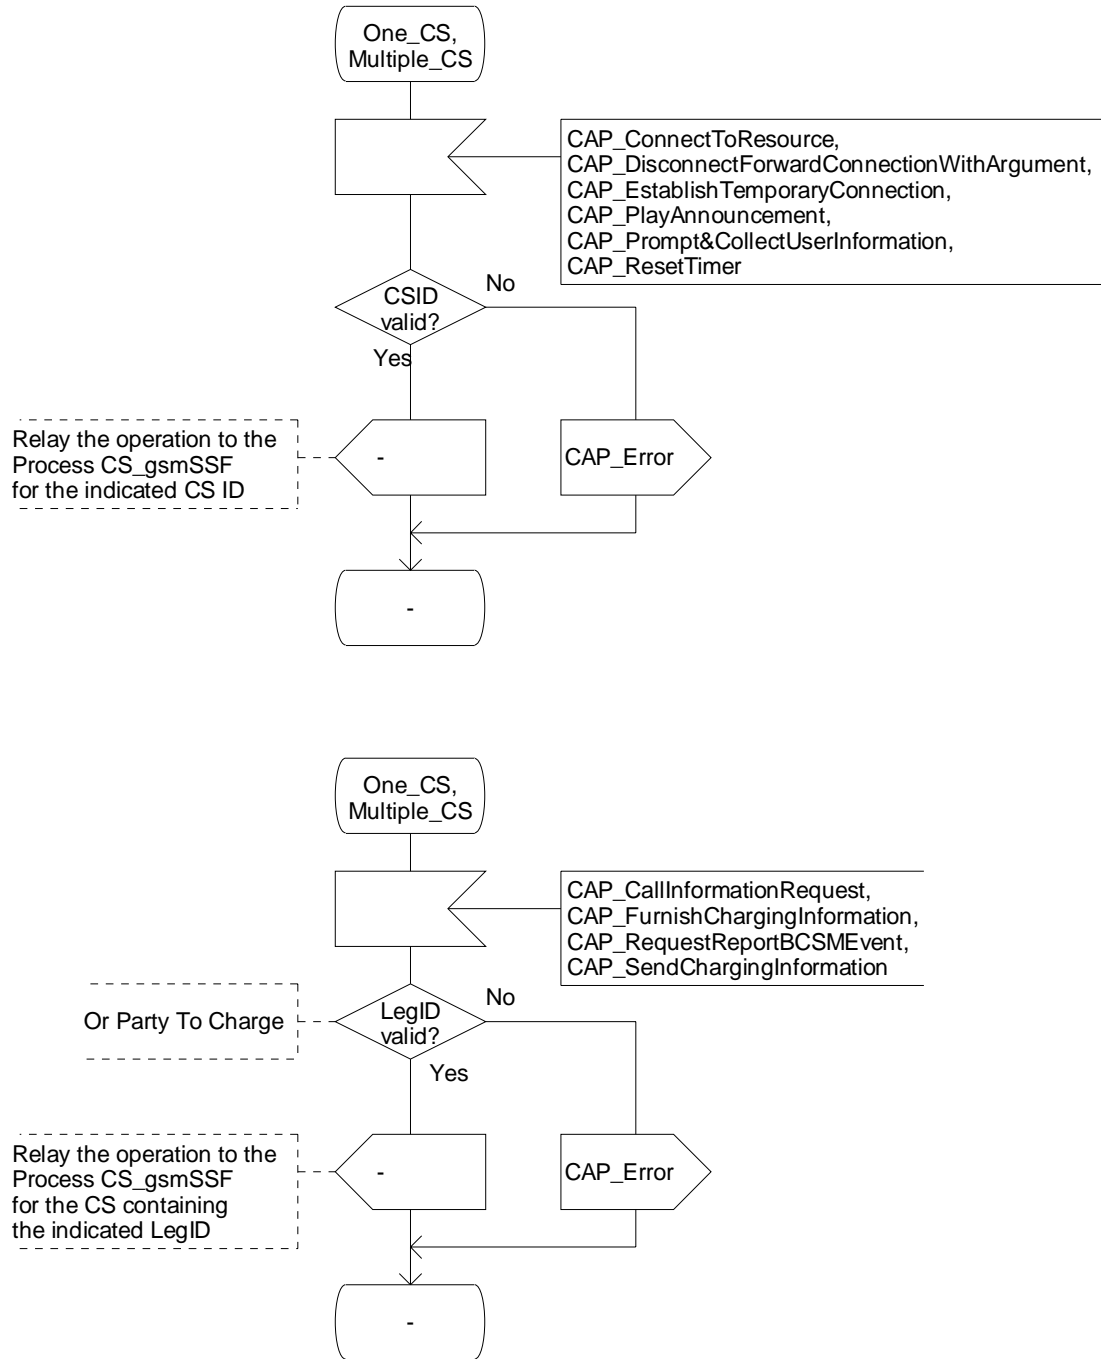 One_CS,
Multiple_CS
CAP_ConnectToResource,
CAP_DisconnectForwardConnectionWithArgument,
CAP_EstablishTemporaryConnection,
CAP_PlayAnnouncement,
CAP_Prompt&CollectUserInformation,
CAP_ResetTimer
CSID
valid?
No
Yes
Relay the operation to the
Process CS_gsmSSF
for the indicated CS ID
-
CAP_Error
-
One_CS,
Multiple_CS
CAP_CallInformationRequest,
CAP_FurnishChargingInformation,
CAP_RequestReportBCSMEvent,
CAP_SendChargingInformation
Or Party To Charge
LegID
valid?
No
Yes
Relay the operation to the
Process CS_gsmSSF
for the CS containing
the indicated LegID
-
CAP_Error
-